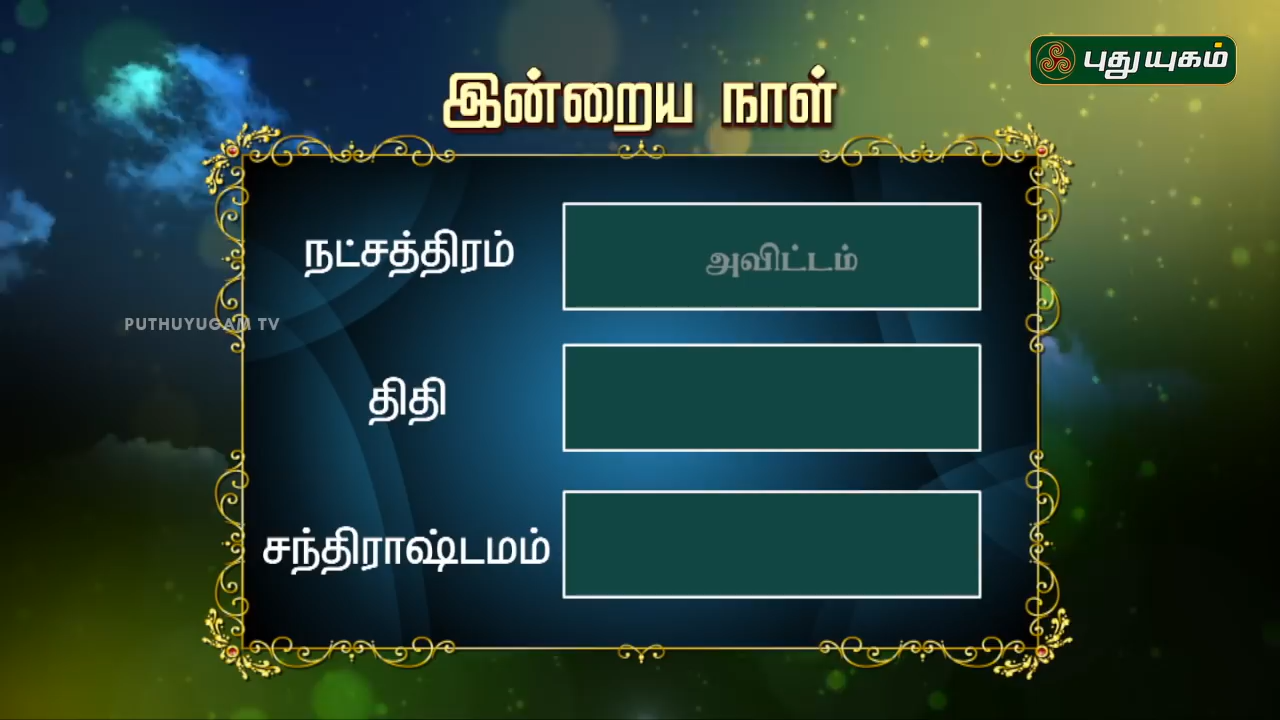 புதுயுகம்
இன்றைய நாள்
நட்சத்திரம்
அவிட்டம்
PUTHUYUGAM TV
திதி
சந்திராஷ்டமம்